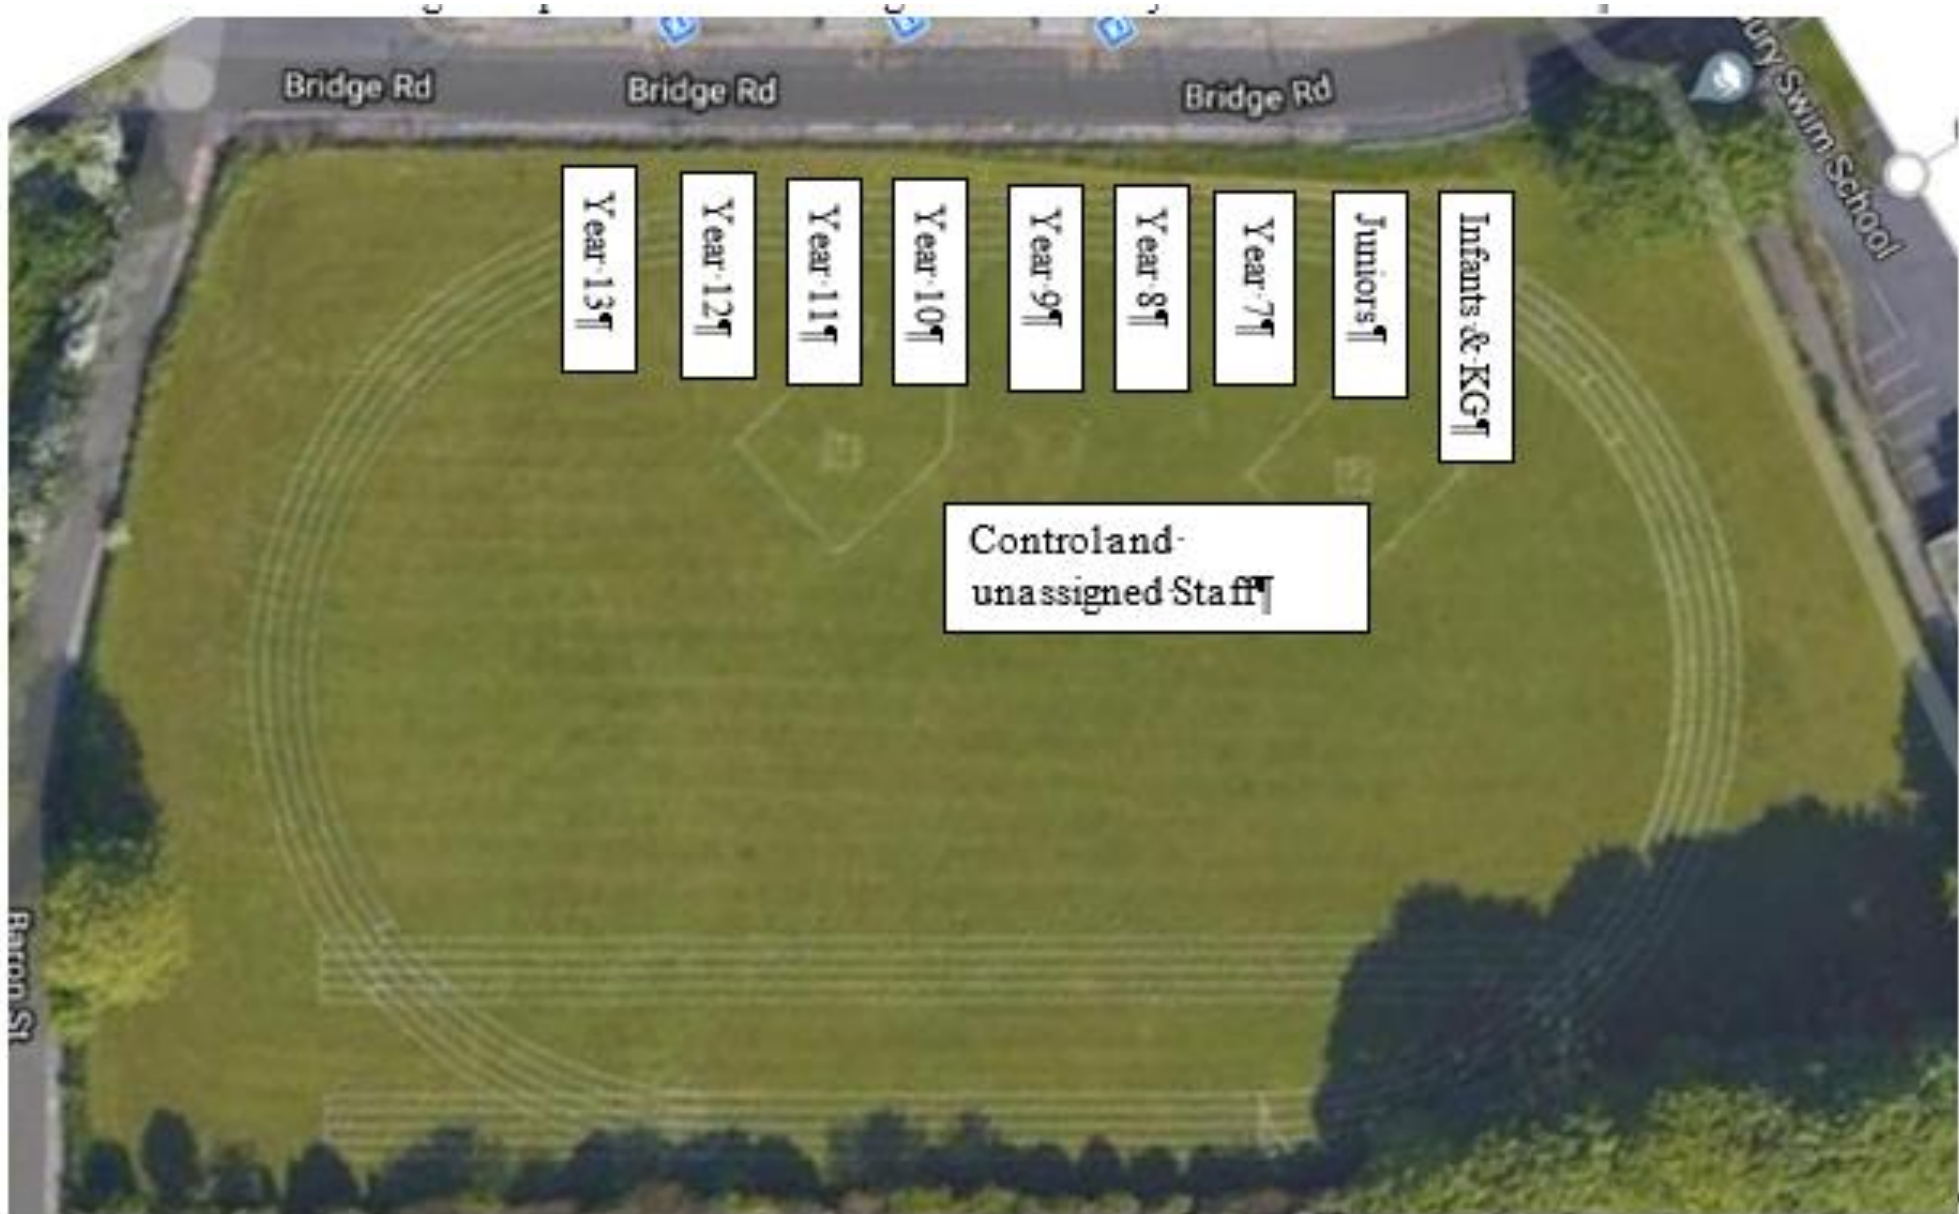 Bridge Rd
Bridge Rd
Bridge Rd
ury Swim School
Year·13¶
Year·12¶
Year·11¶
Year·10¶
Year·9¶
Year·8¶
Year·7¶
Juniors¶
Infants·&·KG¶
Control and·
unassigned·Staff¶
Baron St